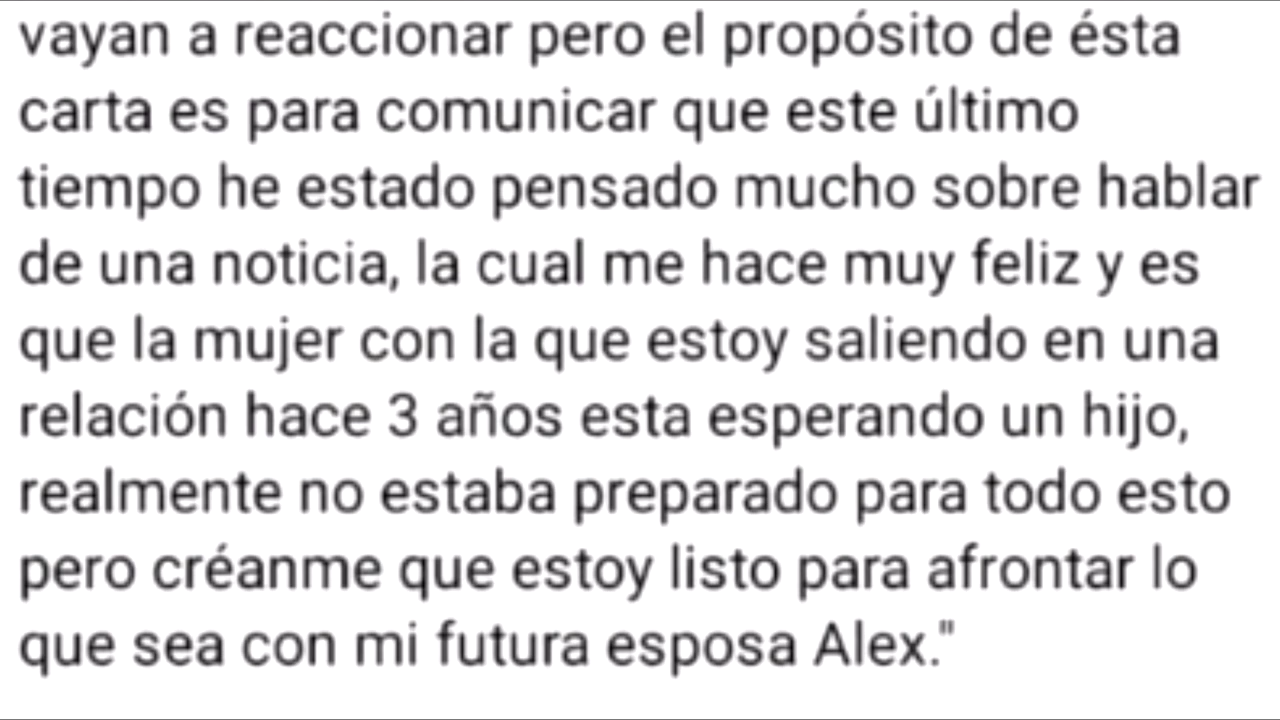 vayan a reaccionar pero el propósito de ésta
carta es para comunicar que este último
tiempo he estado pensado mucho sobre hablar
de una noticia, la cual me hace muy feliz y es
que la mujer con la que estoy saliendo en una
relación hace 3 años esta esperando un hijo,
realmente no estaba preparado para todo esto
pero créanme que estoy listo para afrontar lo
que sea con mi futura esposa Alex."